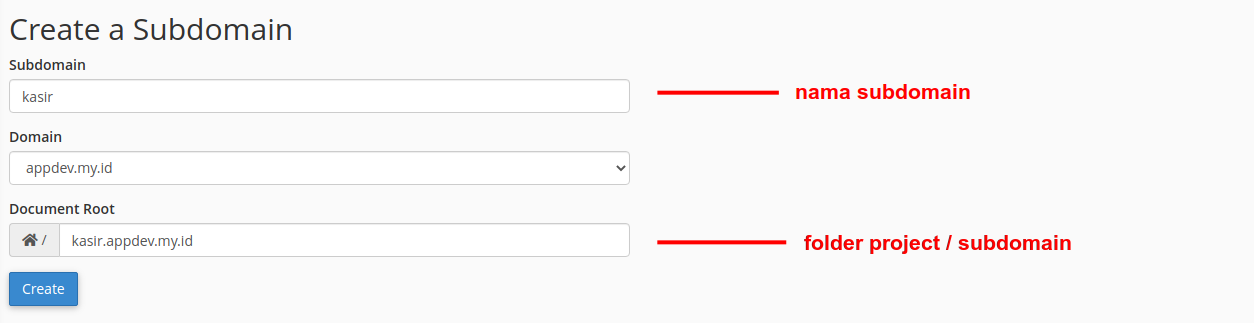 Create a Subdomain
Subdomain
kasir
nama subdomain
Domain
appdev.my.id
Document Root
/
kasir.appdev.my.id
folder project / subdomain
Create